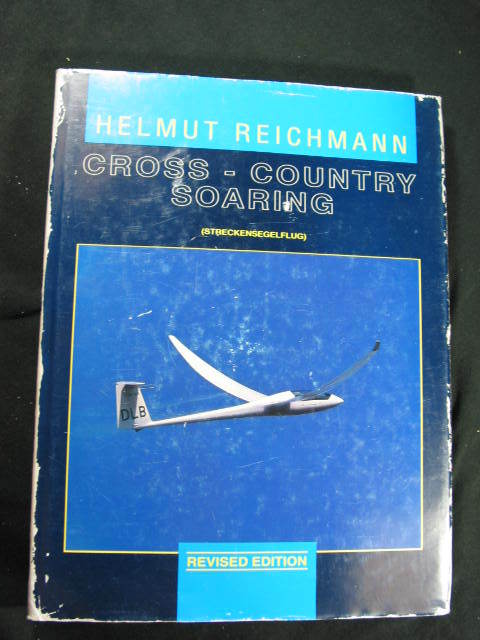 HELMUT REICHMANN
CROSS - COUNTRY
SOARING
(STRECKENSEGELFLUG)
DLB
REVISED EDITION